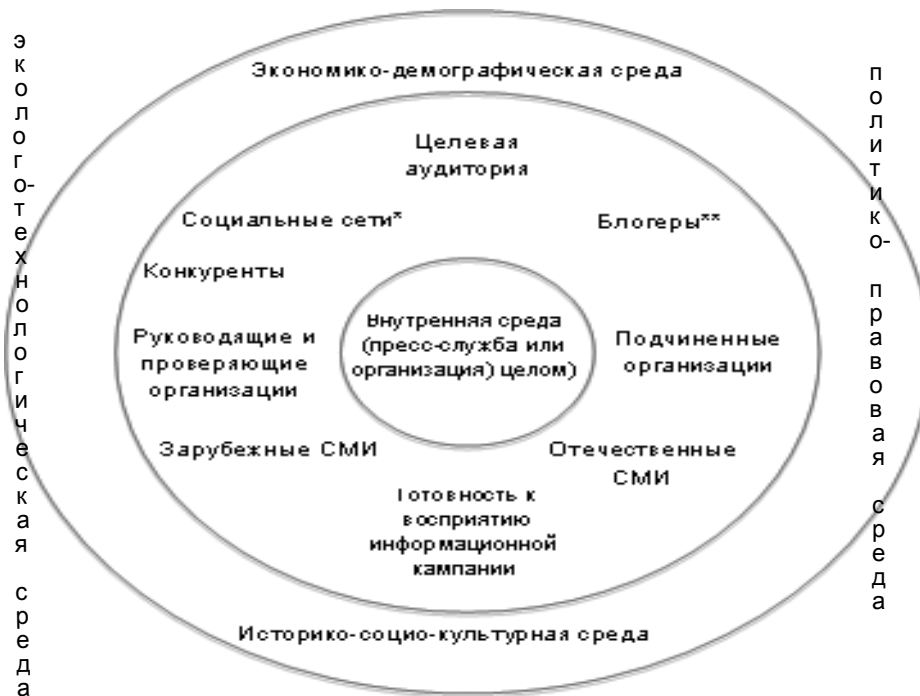 эколого-технологическая среда
Экономико-демографическая среда
политико-правовая среда
Целевая
аудитория
Социальные сети*
Блогеры**
Конкуренты
Внутренняя среда
(пресс-служба или
организация) целом)
Руководящие и
проверяющие
организации
Подчиненные
организации
Зарубежные СМИ
Отечественные
СМИ
Готовность к
восприятию
информационной
кампании
Историко-социо-культурная среда